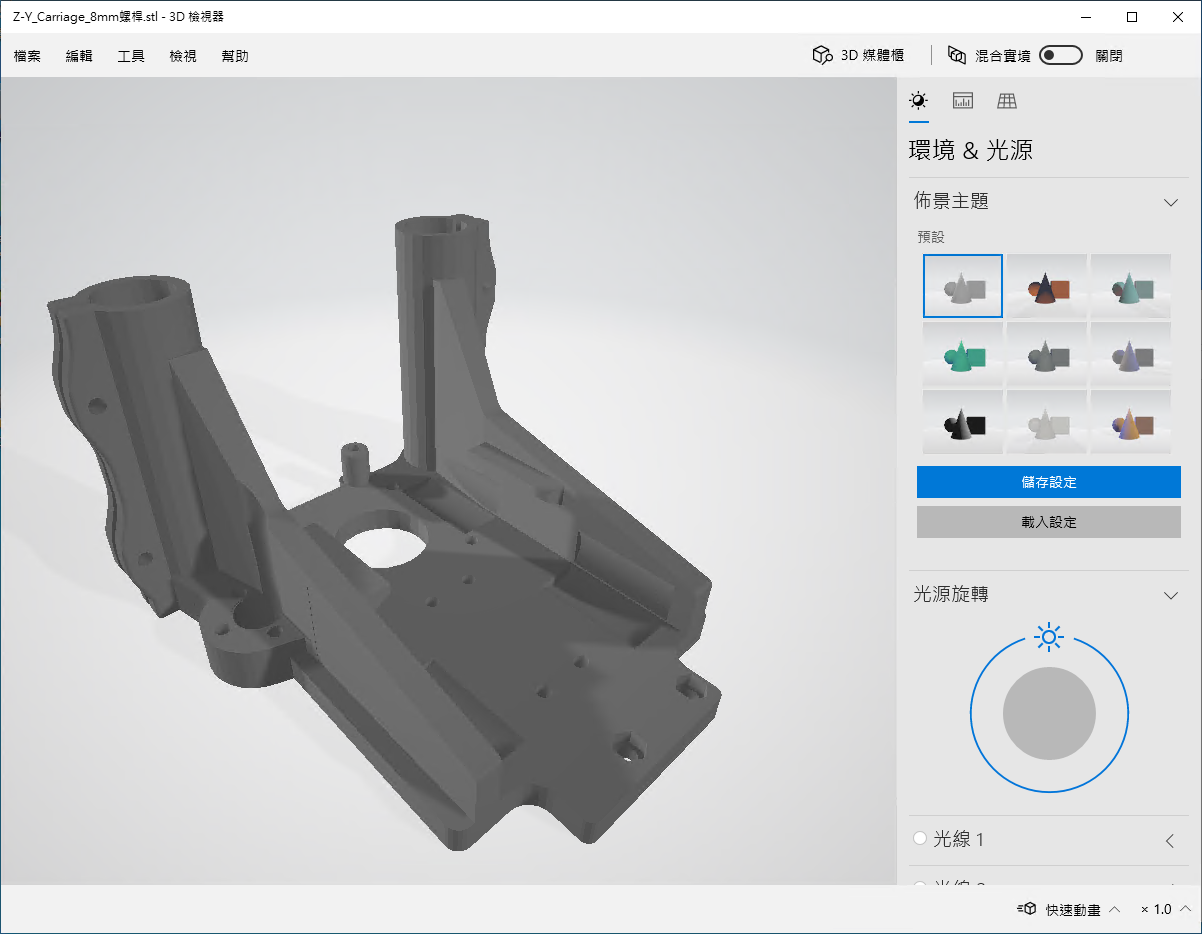 Z-Y_Carriage_8mm螺桿.stl - 3D 檢視器
檔案 編輯 工具 檢視 幫助 3D 媒體櫃 混合實境 關閉
環境 & 光源
佈景主題
預設
儲存設定
載入設定
光源旋轉
光線 1
快速動畫 × 1.0